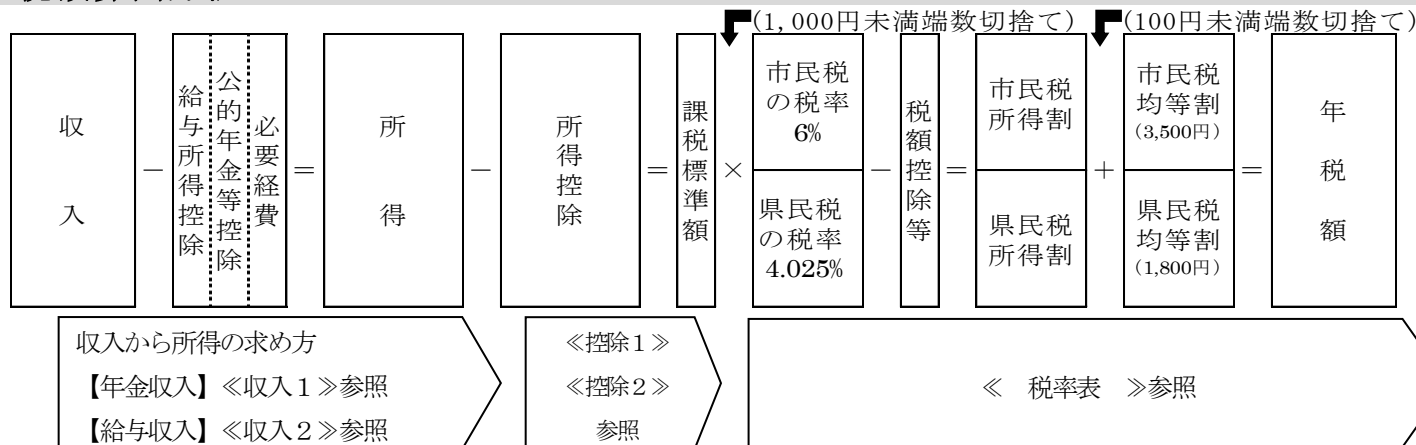 (1,000円未満端数切捨て)
(100円未満端数切捨て)
収入
－
給与所得控除
公的年金等控除
必要経費
＝
所得
－
所得控除
＝
課税標準額
×
市民税
の税率
6%
県民税
の税率
4.025%
－
税額控除等
＝
市民税
所得割
県民税
所得割
＋
市民税
均等割
(3,500円)
県民税
均等割
(1,800円)
＝
年税額
収入から所得の求め方
【年金収入】≪収入１≫参照
【給与収入】≪収入２≫参照
≪控除１≫
≪控除２≫
参照
≪　税率表　≫参照